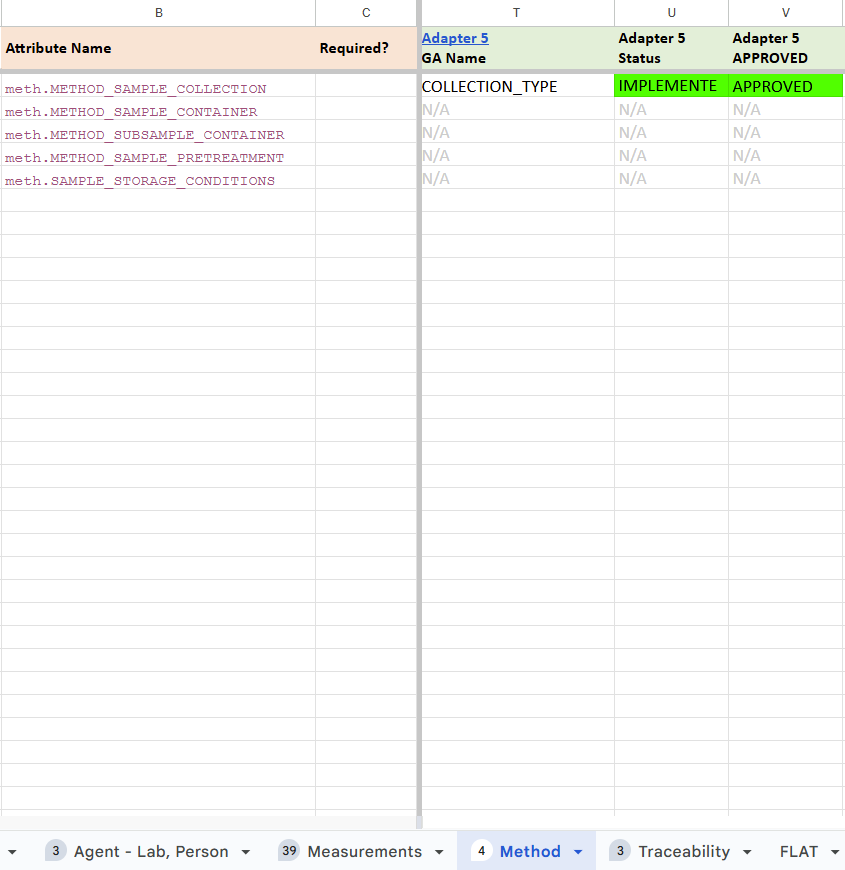 B C T U V
Attribute Name Required? Adapter 5 GA Name Adapter 5 Status Adapter 5 APPROVED
meth.METHOD_SAMPLE_COLLECTION COLLECTION_TYPE IMPLEMENTE APPROVED
meth.METHOD_SAMPLE_CONTAINER N/A N/A N/A
meth.METHOD_SUBSAMPLE_CONTAINER N/A N/A N/A
meth.METHOD_SAMPLE_PRETREATMENT N/A N/A N/A
meth.SAMPLE_STORAGE_CONDITIONS N/A N/A N/A
3 Agent - Lab, Person 39 Measurements 4 Method 3 Traceability FLAT